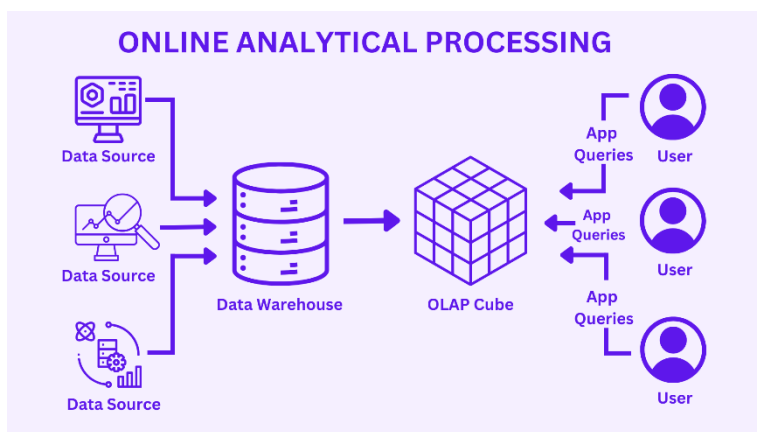 ONLINE ANALYTICAL PROCESSING
Data Source
Data Source
Data Source
Data Warehouse
OLAP Cube
App
Queries
User
App
Queries
User
App
Queries
User